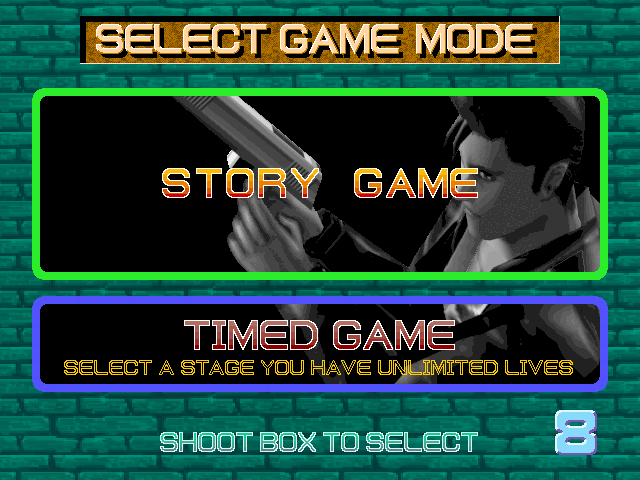 SELECT GAME MODE
STORY GAME
TIMED GAME
SELECT A STAGE YOU HAVE UNLIMITED LIVES
SHOOT BOX TO SELECT
8